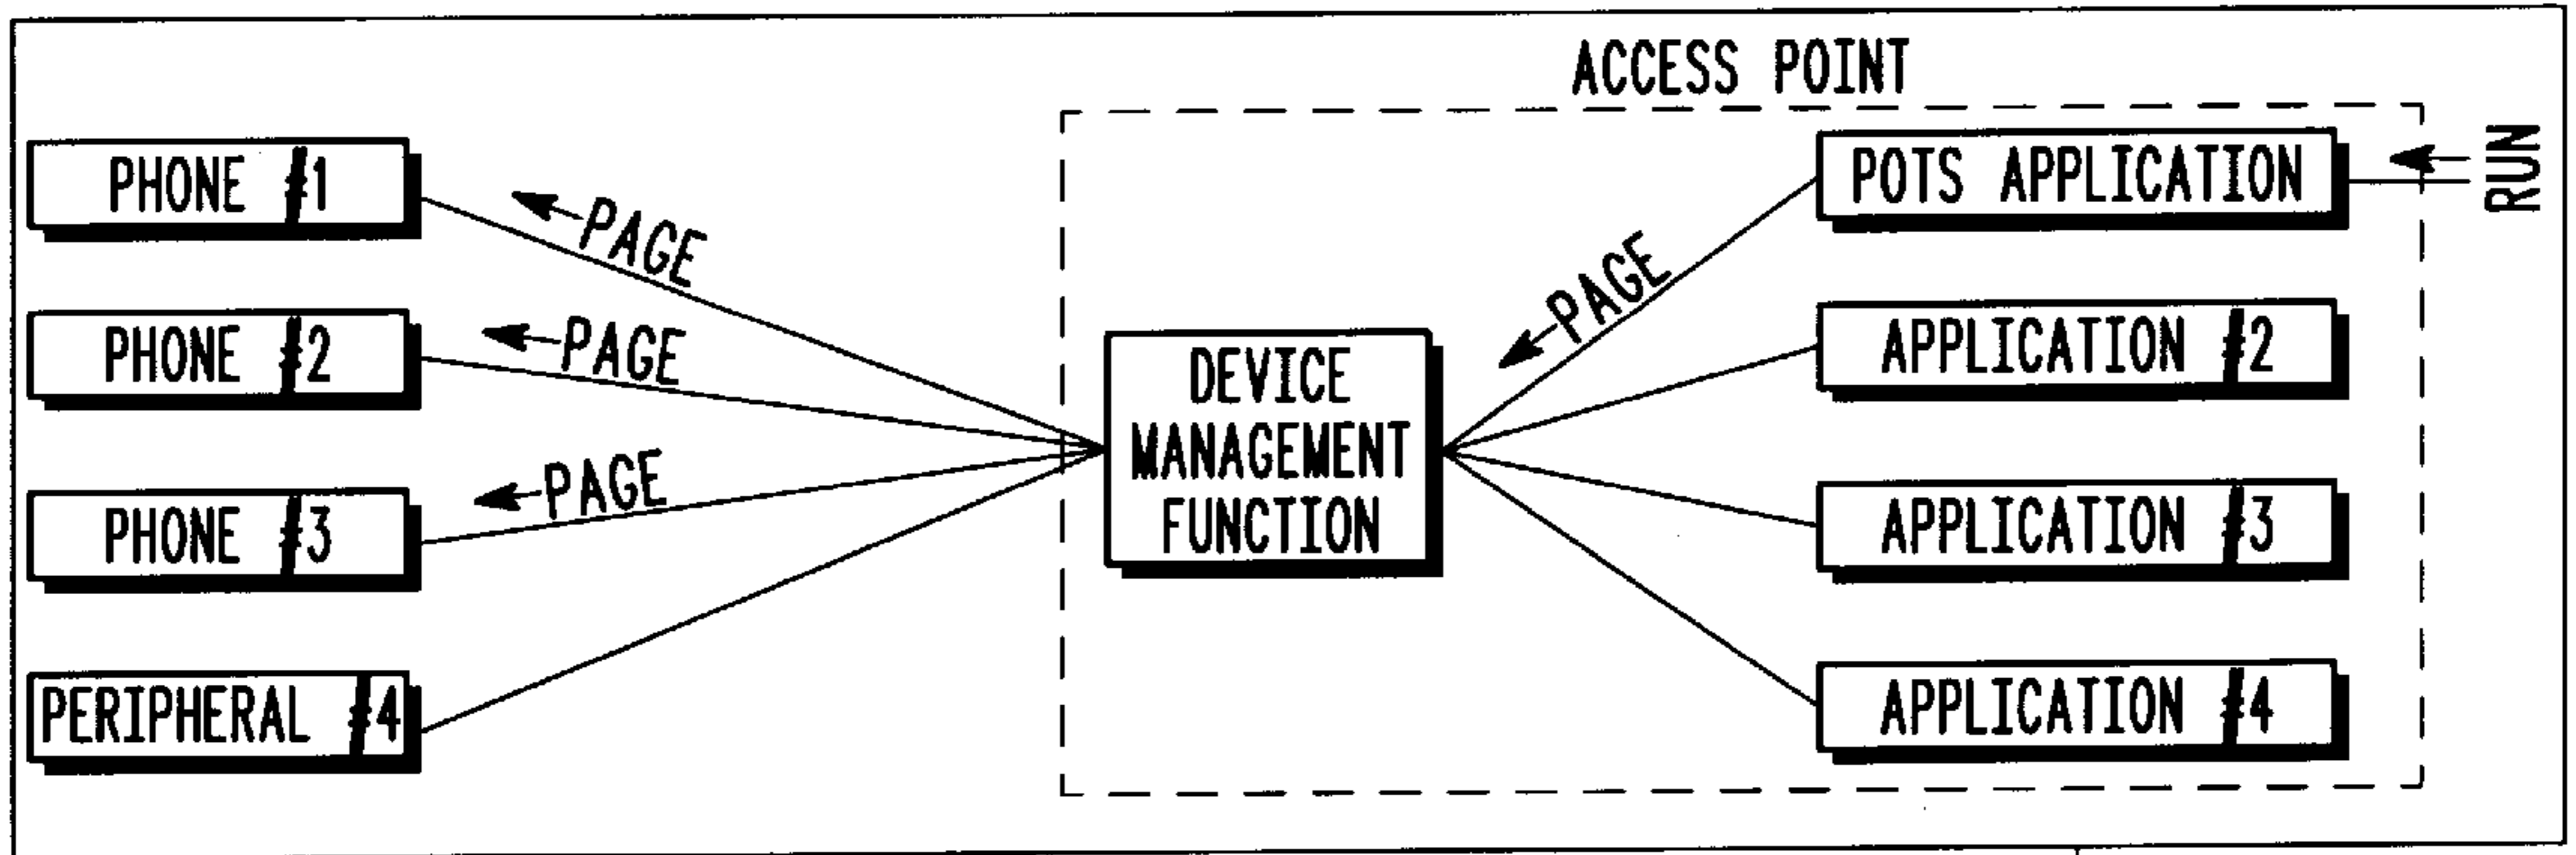 ACCESS POINT
PHONE #1
PAGE
POTS APPLICATION
RUN
PHONE #2
PAGE
PAGE
APPLICATION #2
DEVICE
MANAGEMENT
FUNCTION
PHONE #3
PAGE
APPLICATION #3
PERIPHERAL #4
APPLICATION #4